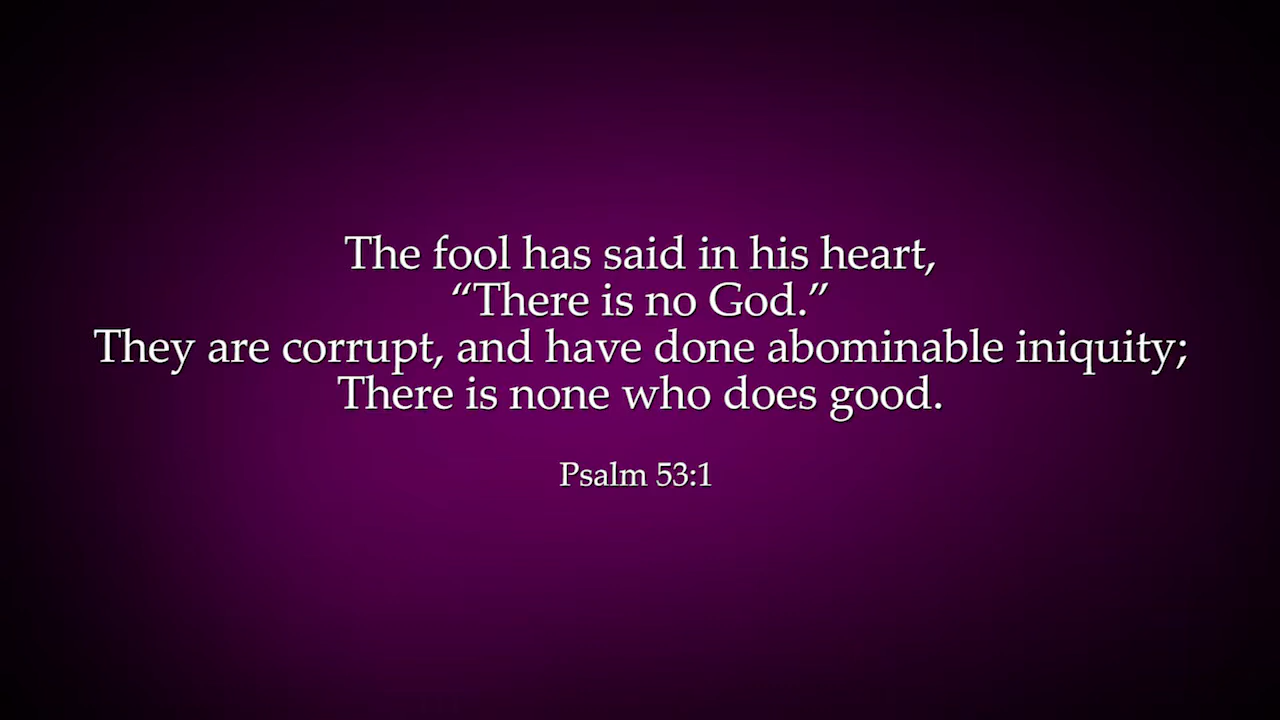 The fool has said in his heart,
“There is no God.”
They are corrupt, and have done abominable iniquity;
There is none who does good.
Psalm 53:1